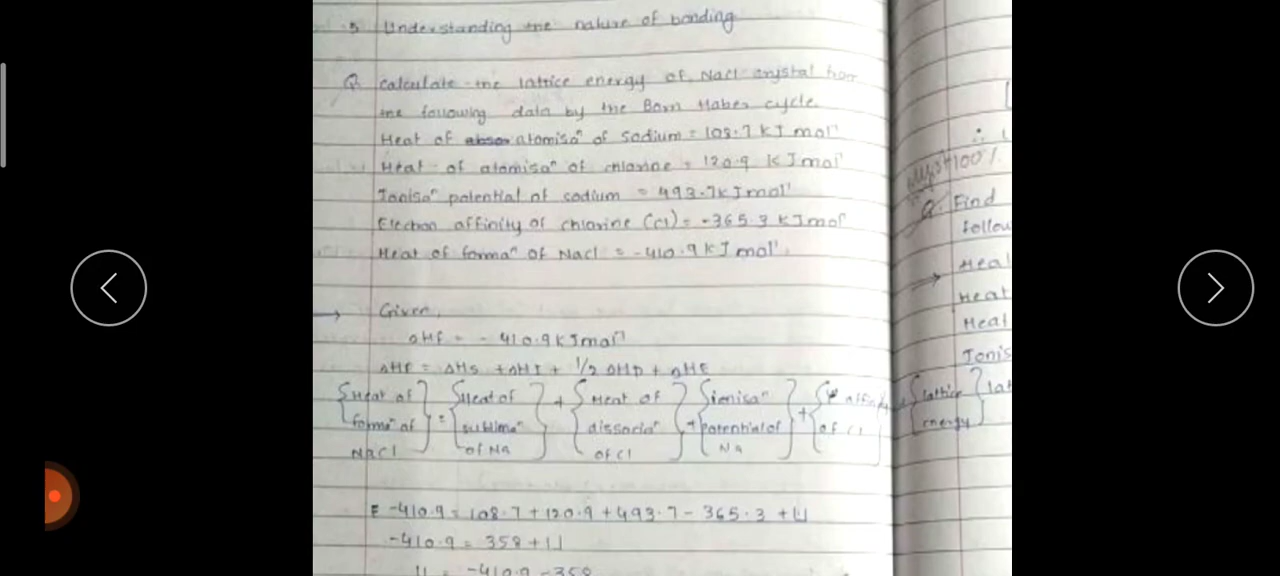 5 Understanding the nature of bonding
Q. calculate the lattice energy of NaCl crystal from
the following data by the Born Haber cycle.
Heat of atomisaⁿ of sodium = 108.7 kJ mol⁻¹
Heat of atomisaⁿ of chlorine = 120.9 kJ mol⁻¹
Ionisaⁿ potential of sodium = 493.7 kJ mol⁻¹
Electron affinity of chlorine (Cl) = -365.3 kJ mol⁻¹
Heat of formaⁿ of NaCl = -410.9 kJ mol⁻¹
→ Given,
ΔHf = - 410.9 kJ mol⁻¹
ΔHf = ΔHs + ΔHI + 1/2 ΔHD + ΔHE
{Heat of formaⁿ of NaCl} = {Heat of sublimaⁿ of Na} + {Heat of dissociaⁿ of Cl} + {ionisaⁿ potential of Na} + { of Cl} {lattice energy}
-410.9 = 108.7 + 120.9 + 493.7 - 365.3 + U
-410.9 = 358 + U
U = -410.9 - 358
100%
Q. Find
Heat
Heat